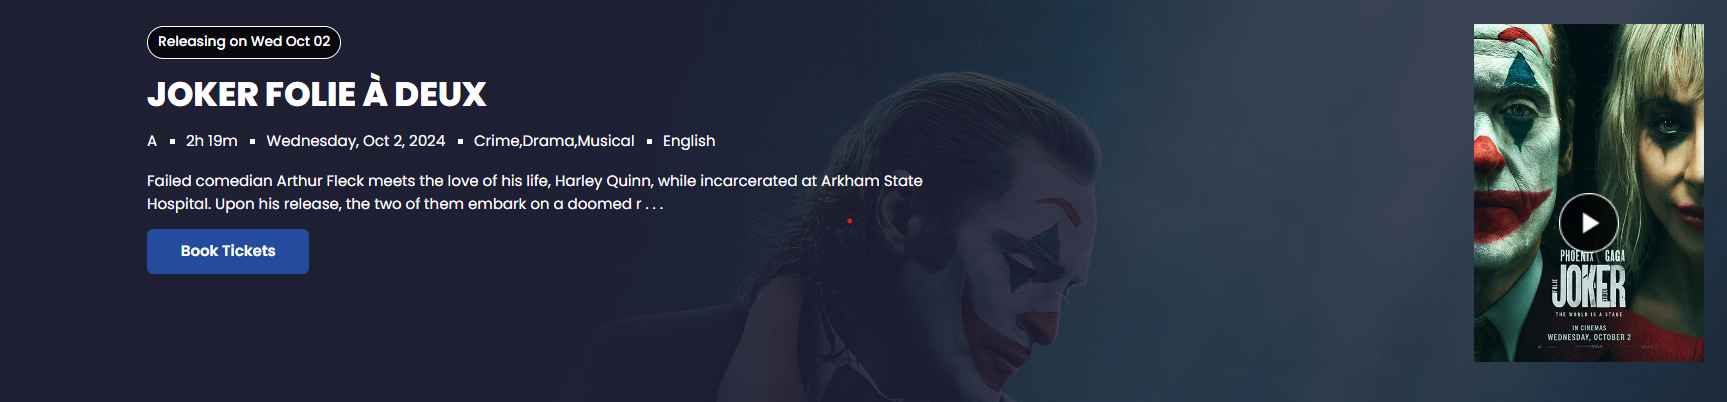 Releasing on Wed Oct 02
JOKER FOLIE À DEUX
A ▪ 2h 19m ▪ Wednesday, Oct 2, 2024 ▪ Crime,Drama,Musical ▪ English
Failed comedian Arthur Fleck meets the love of his life, Harley Quinn, while incarcerated at Arkham State
Hospital. Upon his release, the two of them embark on a doomed r . . .
Book Tickets
PHOENIX GAGA
FOLIE JOKER
THE WORLD IS A STAGE
IN CINEMAS
WEDNESDAY, OCTOBER 2